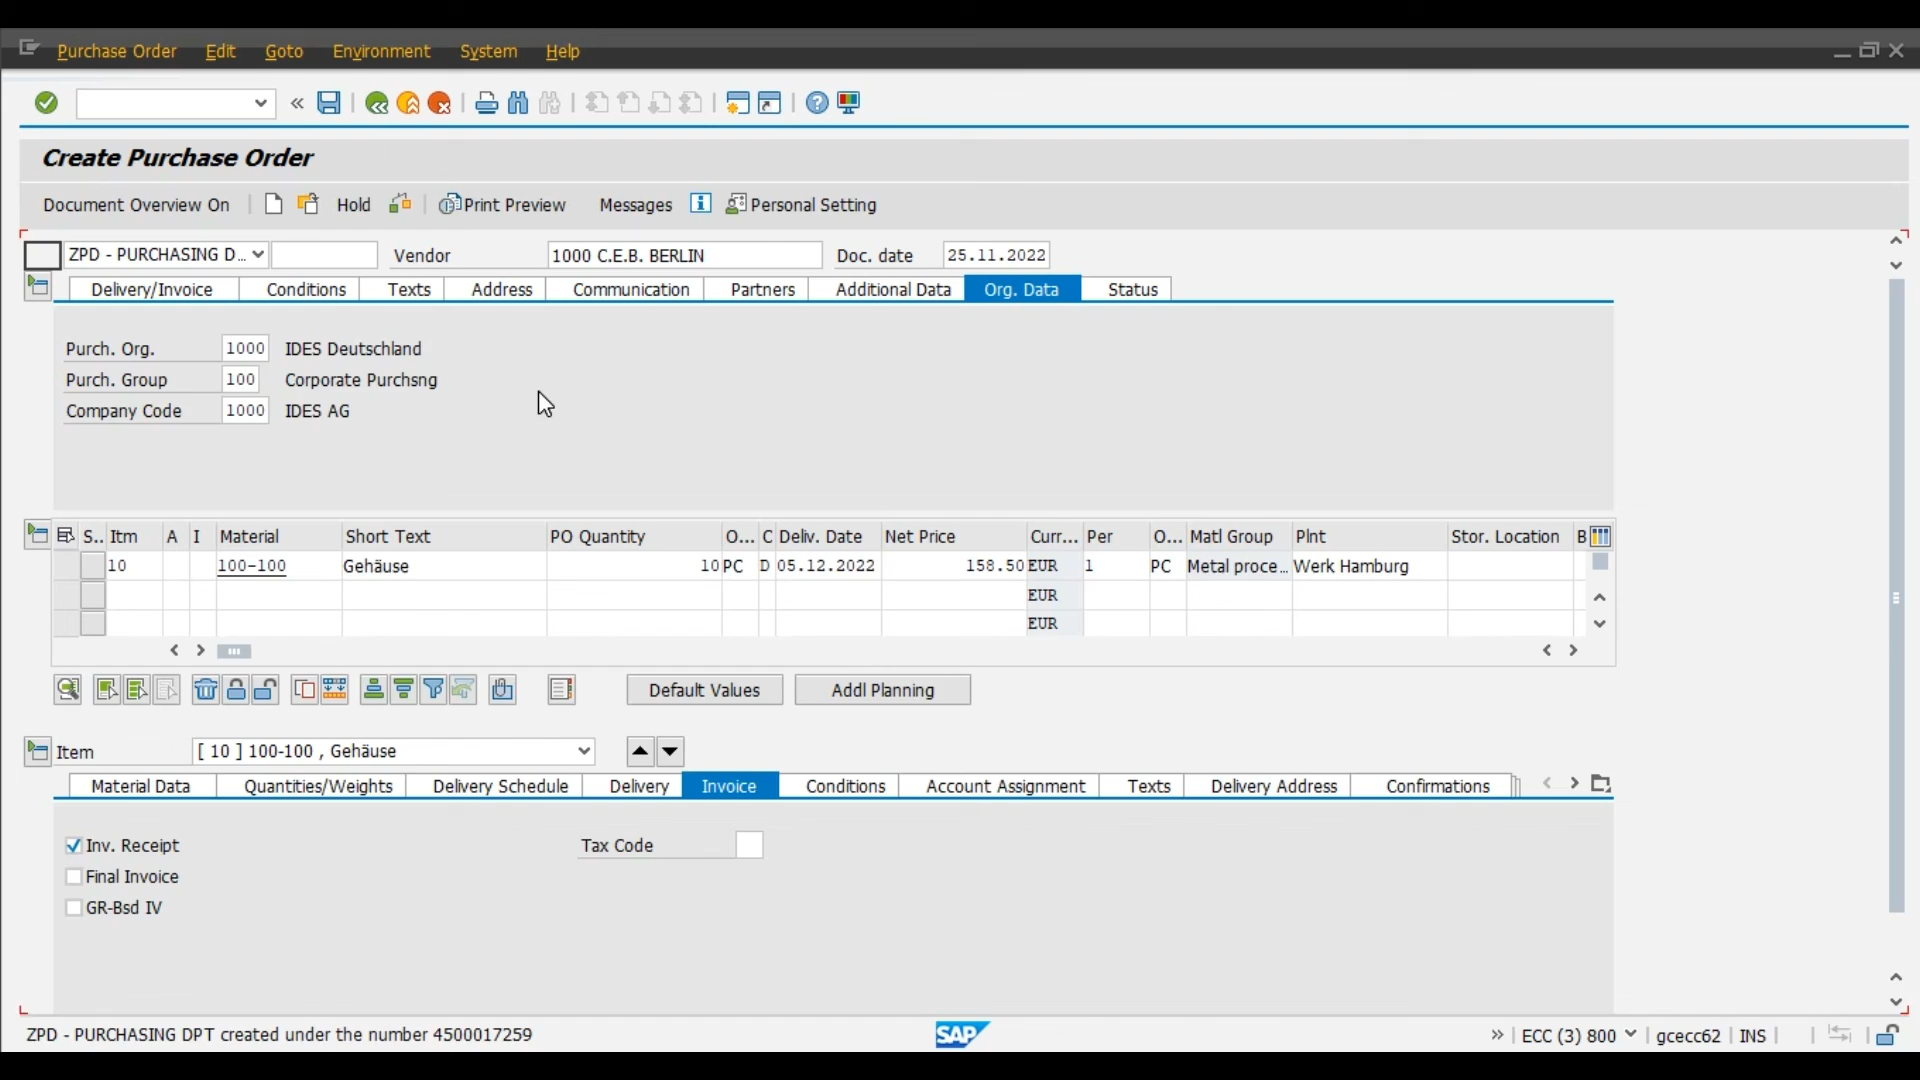 Purchase Order Edit Goto Environment System Help
Create Purchase Order
Document Overview On Hold Print Preview Messages Personal Setting
ZPD - PURCHASING D... Vendor 1000 C.E.B. BERLIN Doc. date 25.11.2022
Delivery/Invoice Conditions Texts Address Communication Partners Additional Data Org. Data Status
Purch. Org. 1000 IDES Deutschland
Purch. Group 100 Corporate Purchsng
Company Code 1000 IDES AG
S.. Itm A I Material Short Text PO Quantity O... C Deliv. Date Net Price Curr... Per O... Matl Group Plnt Stor. Location B
10 100-100 Gehäuse 10 PC D 05.12.2022 158.50 EUR 1 PC Metal proce... Werk Hamburg
EUR
EUR
Default Values Addl Planning
Item [ 10 ] 100-100 , Gehäuse
Material Data Quantities/Weights Delivery Schedule Delivery Invoice Conditions Account Assignment Texts Delivery Address Confirmations
Inv. Receipt Tax Code
Final Invoice
GR-Bsd IV
ZPD - PURCHASING DPT created under the number 4500017259 SAP ECC (3) 800 gcecc62 INS